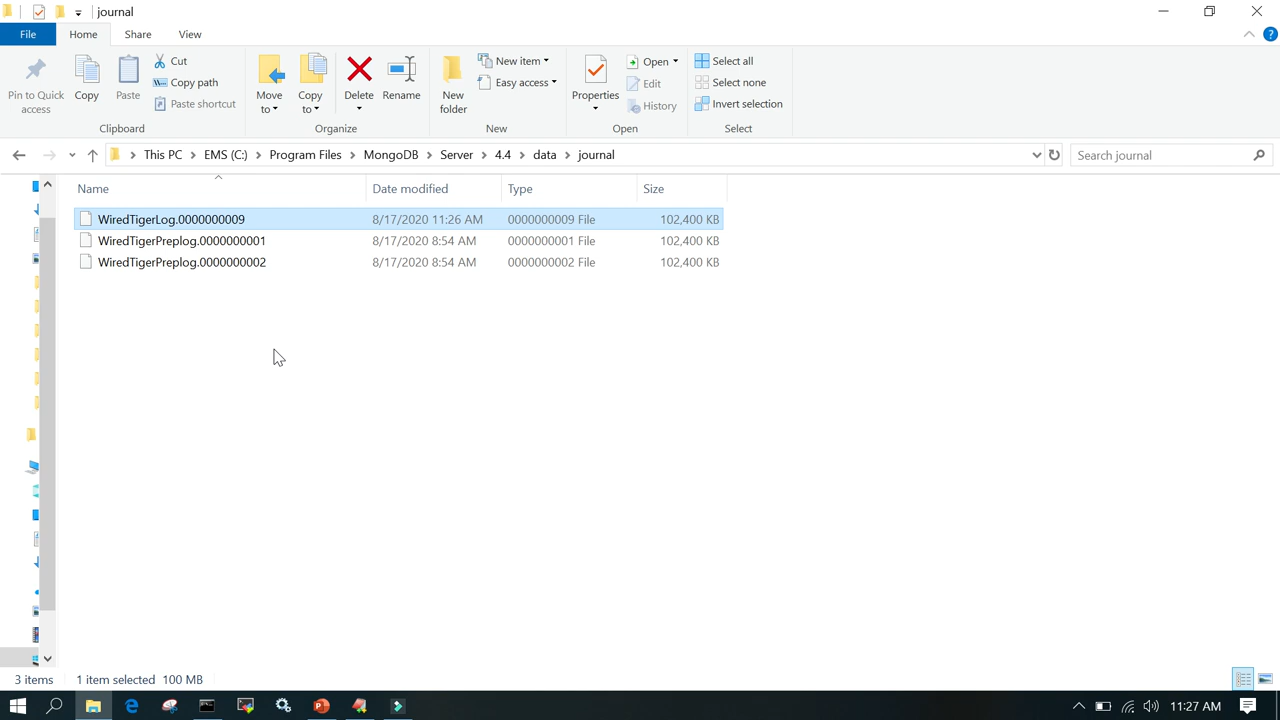 journal
File Home Share View
Pin to Quick access
Copy
Paste
Cut
Copy path
Paste shortcut
Clipboard
Move to
Copy to
Delete
Rename
Organize
New folder
New item
Easy access
New
Properties
Open
Edit
History
Open
Select all
Select none
Invert selection
Select
This PC > EMS (C:) > Program Files > MongoDB > Server > 4.4 > data > journal
Search journal
Name Date modified Type Size
WiredTigerLog.0000000009 8/17/2020 11:26 AM 0000000009 File 102,400 KB
WiredTigerPreplog.0000000001 8/17/2020 8:54 AM 0000000001 File 102,400 KB
WiredTigerPreplog.0000000002 8/17/2020 8:54 AM 0000000002 File 102,400 KB
3 items 1 item selected 100 MB
11:27 AM